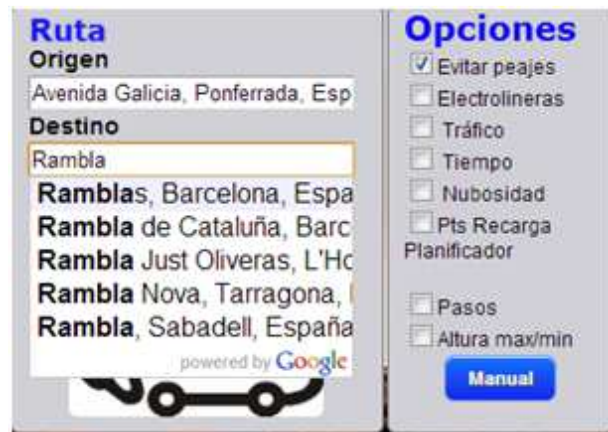 Ruta
Origen
Avenida Galicia, Ponferrada, Esp
Destino
Rambla
Ramblas, Barcelona, Espa
Rambla de Cataluña, Barc
Rambla Just Oliveras, L'Ho
Rambla Nova, Tarragona,
Rambla, Sabadell, España
powered by Google
Opciones
Evitar peajes
Electrolineras
Tráfico
Tiempo
Nubosidad
Pts Recarga
Planificador
Pasos
Altura max/min
Manual